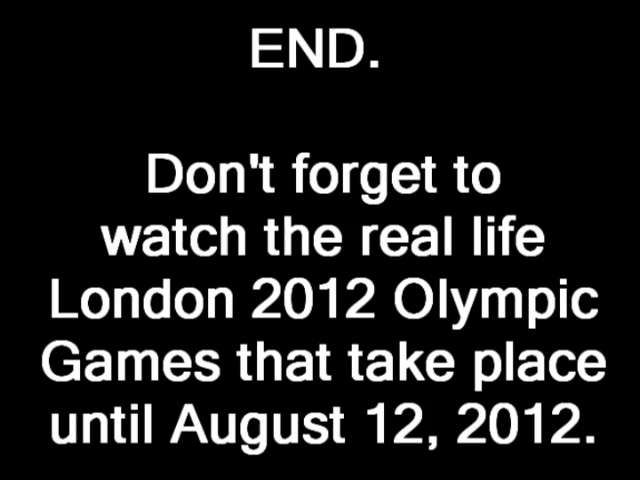 END.
Don't forget to
watch the real life
London 2012 Olympic
Games that take place
until August 12, 2012.